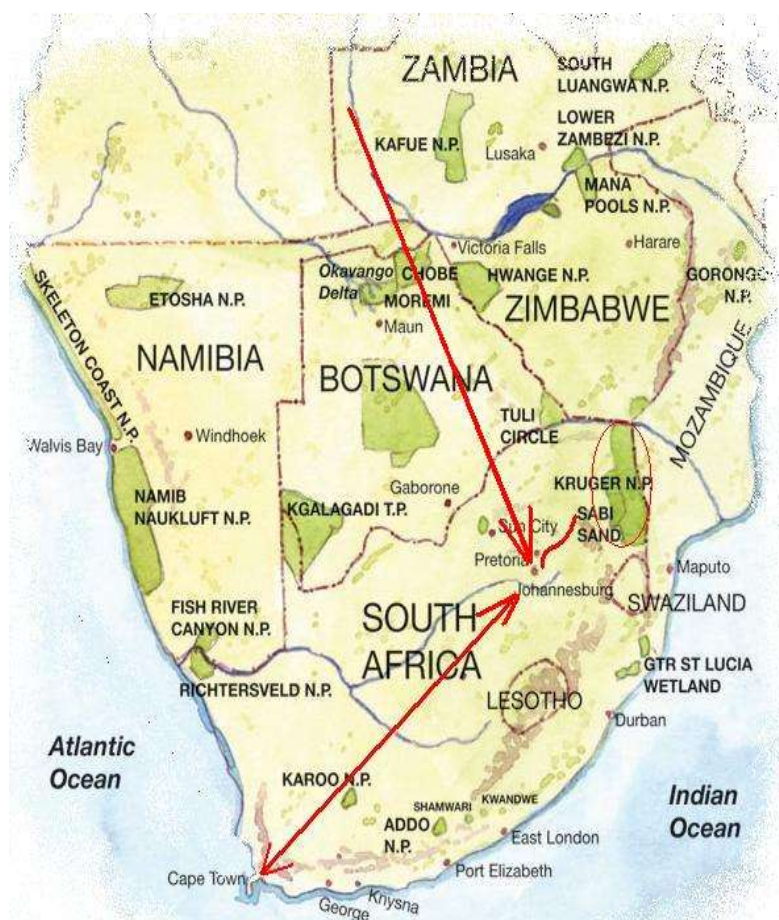 ZAMBIA
SOUTH
LUANGWA N.P.
LOWER
ZAMBEZI N.P.
KAFUE N.P.
Lusaka
MANA
POOLS N.P.
Victoria Falls
Harare
Okavango
Delta
CHOBE
HWANGE N.P.
GORONGO
N.P.
SKELETON COAST N.P.
ETOSHA N.P.
MOREMI
ZIMBABWE
Maun
NAMIBIA
BOTSWANA
MOZAMBIQUE
TULI
CIRCLE
Walvis Bay
Windhoek
KRUGER N.P.
Gaborone
NAMIB
NAUKLUFT N.P.
KGALAGADI T.P.
SABI
SAND
Sun City
Pretoria
Maputo
Johannesburg
FISH RIVER
CANYON N.P.
SOUTH
AFRICA
SWAZILAND
GTR ST LUCIA
WETLAND
RICHTERSVELD N.P.
LESOTHO
Durban
Atlantic
Ocean
KAROO N.P.
SHAMWARI
KWANDWE
Indian
Ocean
ADDO
N.P.
East London
Cape Town
Port Elizabeth
Knysna
George